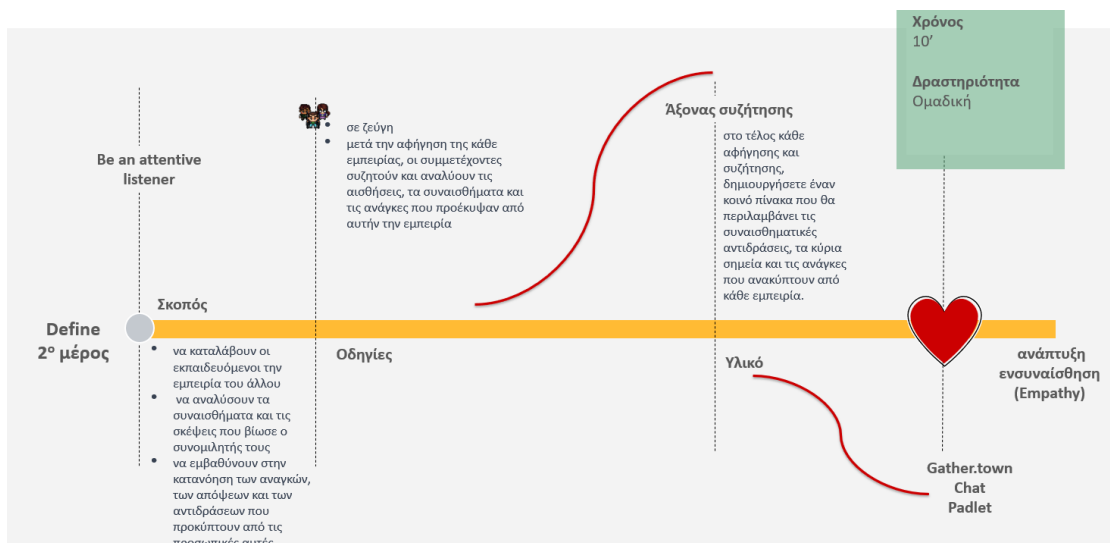 Χρόνος
10’
Δραστηριότητα
Ομαδική
Be an attentive
listener
• σε ζεύγη
• μετά την αφήγηση της κάθε
εμπειρίας, οι συμμετέχοντες
συζητούν και αναλύουν τις
αισθήσεις, τα συναισθήματα και
τις ανάγκες που προέκυψαν από
αυτήν την εμπειρία
Άξονας συζήτησης
στο τέλος κάθε
αφήγησης και
συζήτησης,
δημιουργήσετε έναν
κοινό πίνακα που θα
περιλαμβάνει τις
συναισθηματικές
αντιδράσεις, τα κύρια
σημεία και τις ανάγκες
που ανακύπτουν από
κάθε εμπειρία.
Define
2ο μέρος
Σκοπός
• να καταλάβουν οι
εκπαιδευόμενοι την
εμπειρία του άλλου
• να αναλύσουν τα
συναισθήματα και τις
σκέψεις που βίωσε ο
συνομιλητής τους
• να εμβαθύνουν στην
κατανόηση των αναγκών,
των απόψεων και των
αντιδράσεων που
προκύπτουν από τις
προσωπικές αυτές
Οδηγίες
Υλικό
Gather.town
Chat
Padlet
ανάπτυξη
ενσυναίσθηση
(Empathy)